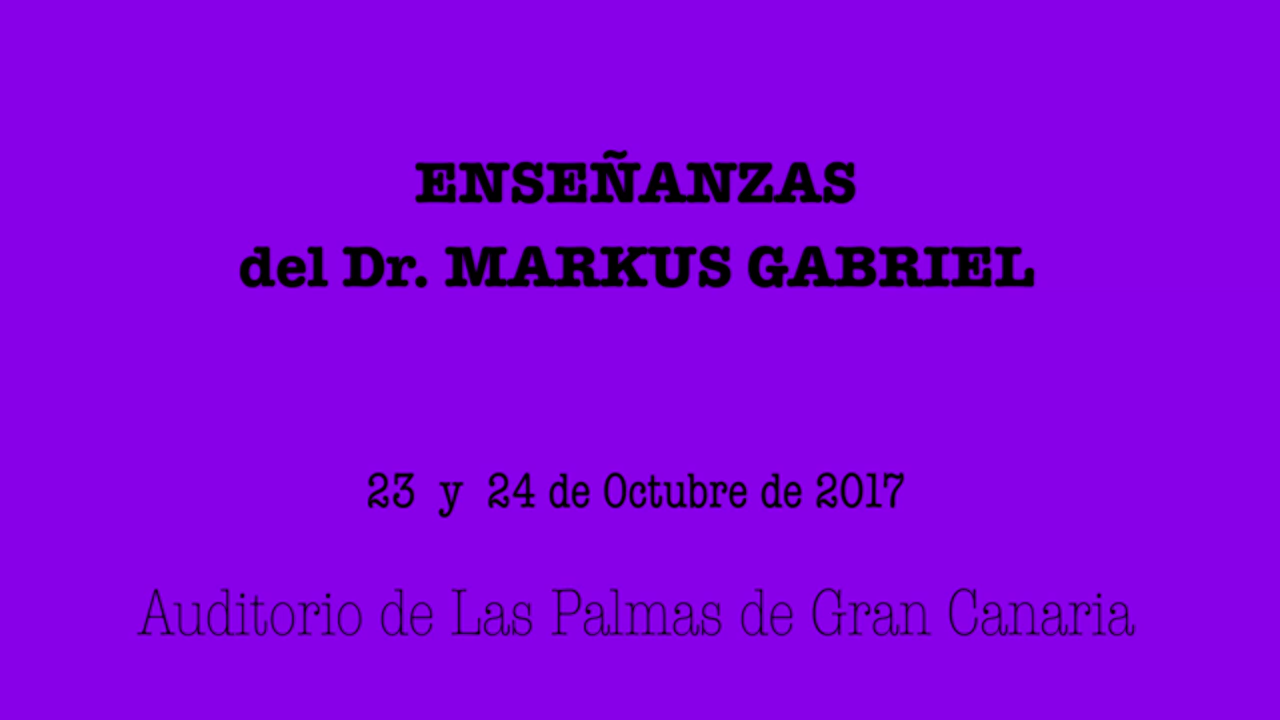 ENSEÑANZAS
del Dr. MARKUS GABRIEL
23 y 24 de Octubre de 2017
Auditorio de Las Palmas de Gran Canaria